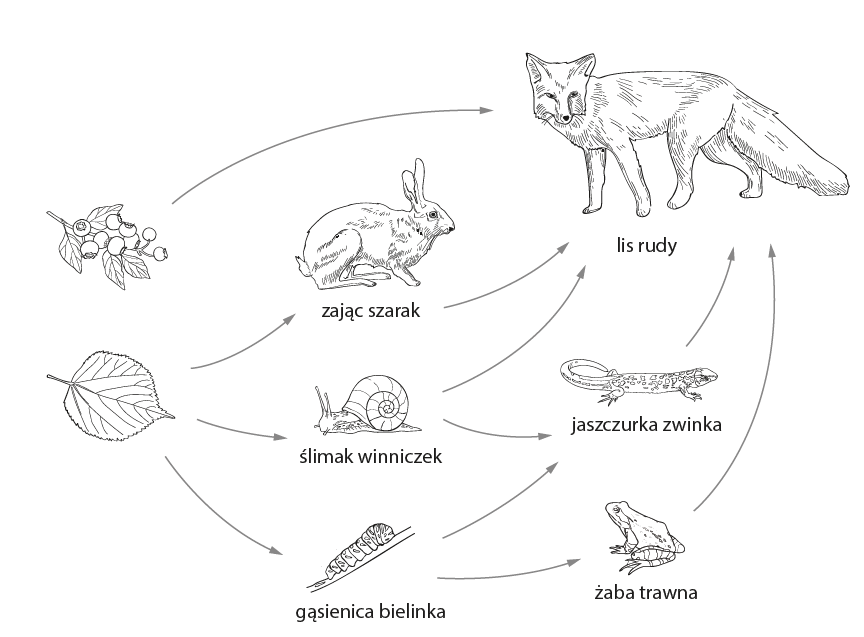 lis rudy
zając szarak
jaszczurka zwinka
ślimak winniczek
żaba trawna
gąsienica bielinka